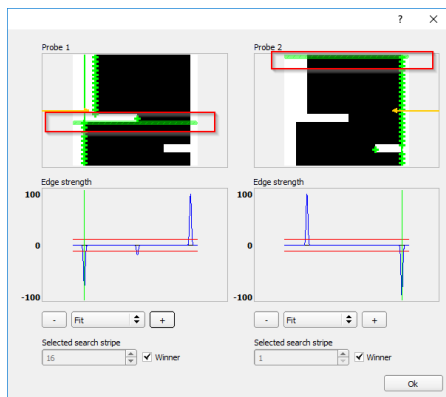 ?
Probe 1 Probe 2
Edge strength Edge strength
100 100
0 0
-100 -100
- Fit + - Fit +
Selected search stripe Selected search stripe
16 Winner 1 Winner
Ok